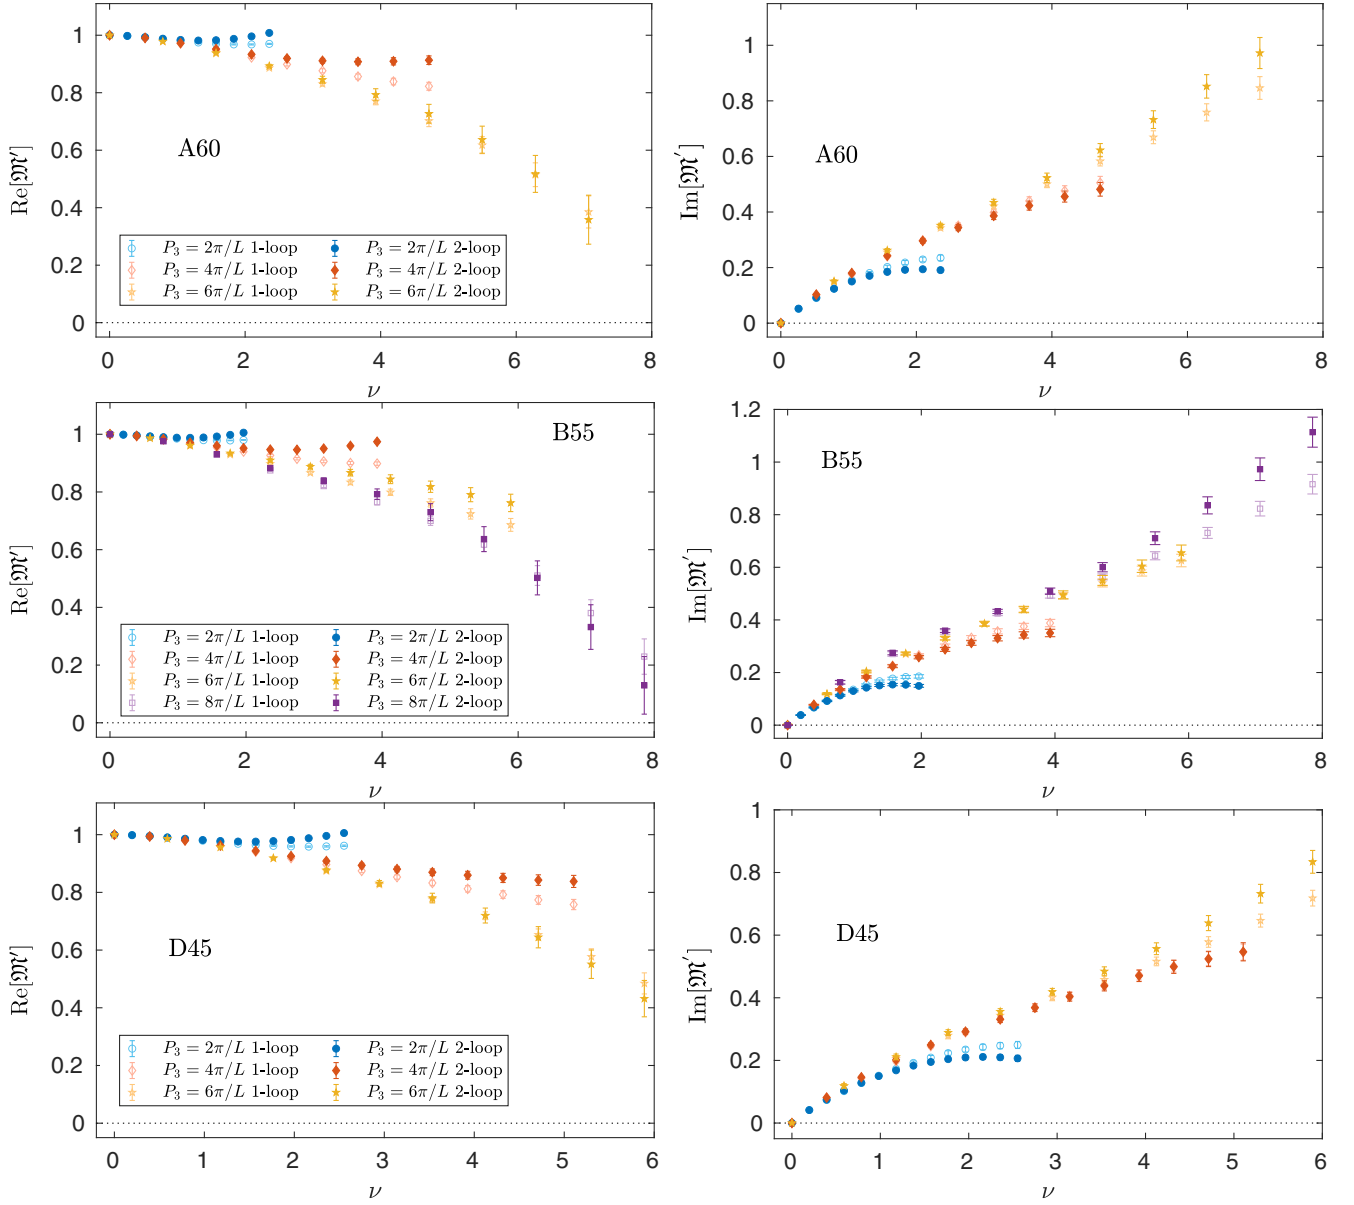 1
0.8
0.6
0.4
0.2
0
Re[𝔐′]
A60
P₃ = 2π/L 1-loop P₃ = 2π/L 2-loop
P₃ = 4π/L 1-loop P₃ = 4π/L 2-loop
P₃ = 6π/L 1-loop P₃ = 6π/L 2-loop
0 2 4 6 8
ν
1
0.8
0.6
0.4
0.2
0
Im[𝔐′]
A60
0 1 2 3 4 5 6 7 8
ν
1
0.8
0.6
0.4
0.2
0
Re[𝔐′]
B55
P₃ = 2π/L 1-loop P₃ = 2π/L 2-loop
P₃ = 4π/L 1-loop P₃ = 4π/L 2-loop
P₃ = 6π/L 1-loop P₃ = 6π/L 2-loop
P₃ = 8π/L 1-loop P₃ = 8π/L 2-loop
0 2 4 6 8
ν
1.2
1
0.8
0.6
0.4
0.2
0
Im[𝔐′]
B55
0 1 2 3 4 5 6 7 8
ν
1
0.8
0.6
0.4
0.2
0
Re[𝔐′]
D45
P₃ = 2π/L 1-loop P₃ = 2π/L 2-loop
P₃ = 4π/L 1-loop P₃ = 4π/L 2-loop
P₃ = 6π/L 1-loop P₃ = 6π/L 2-loop
0 1 2 3 4 5 6
ν
1
0.8
0.6
0.4
0.2
0
Im[𝔐′]
D45
0 1 2 3 4 5 6
ν